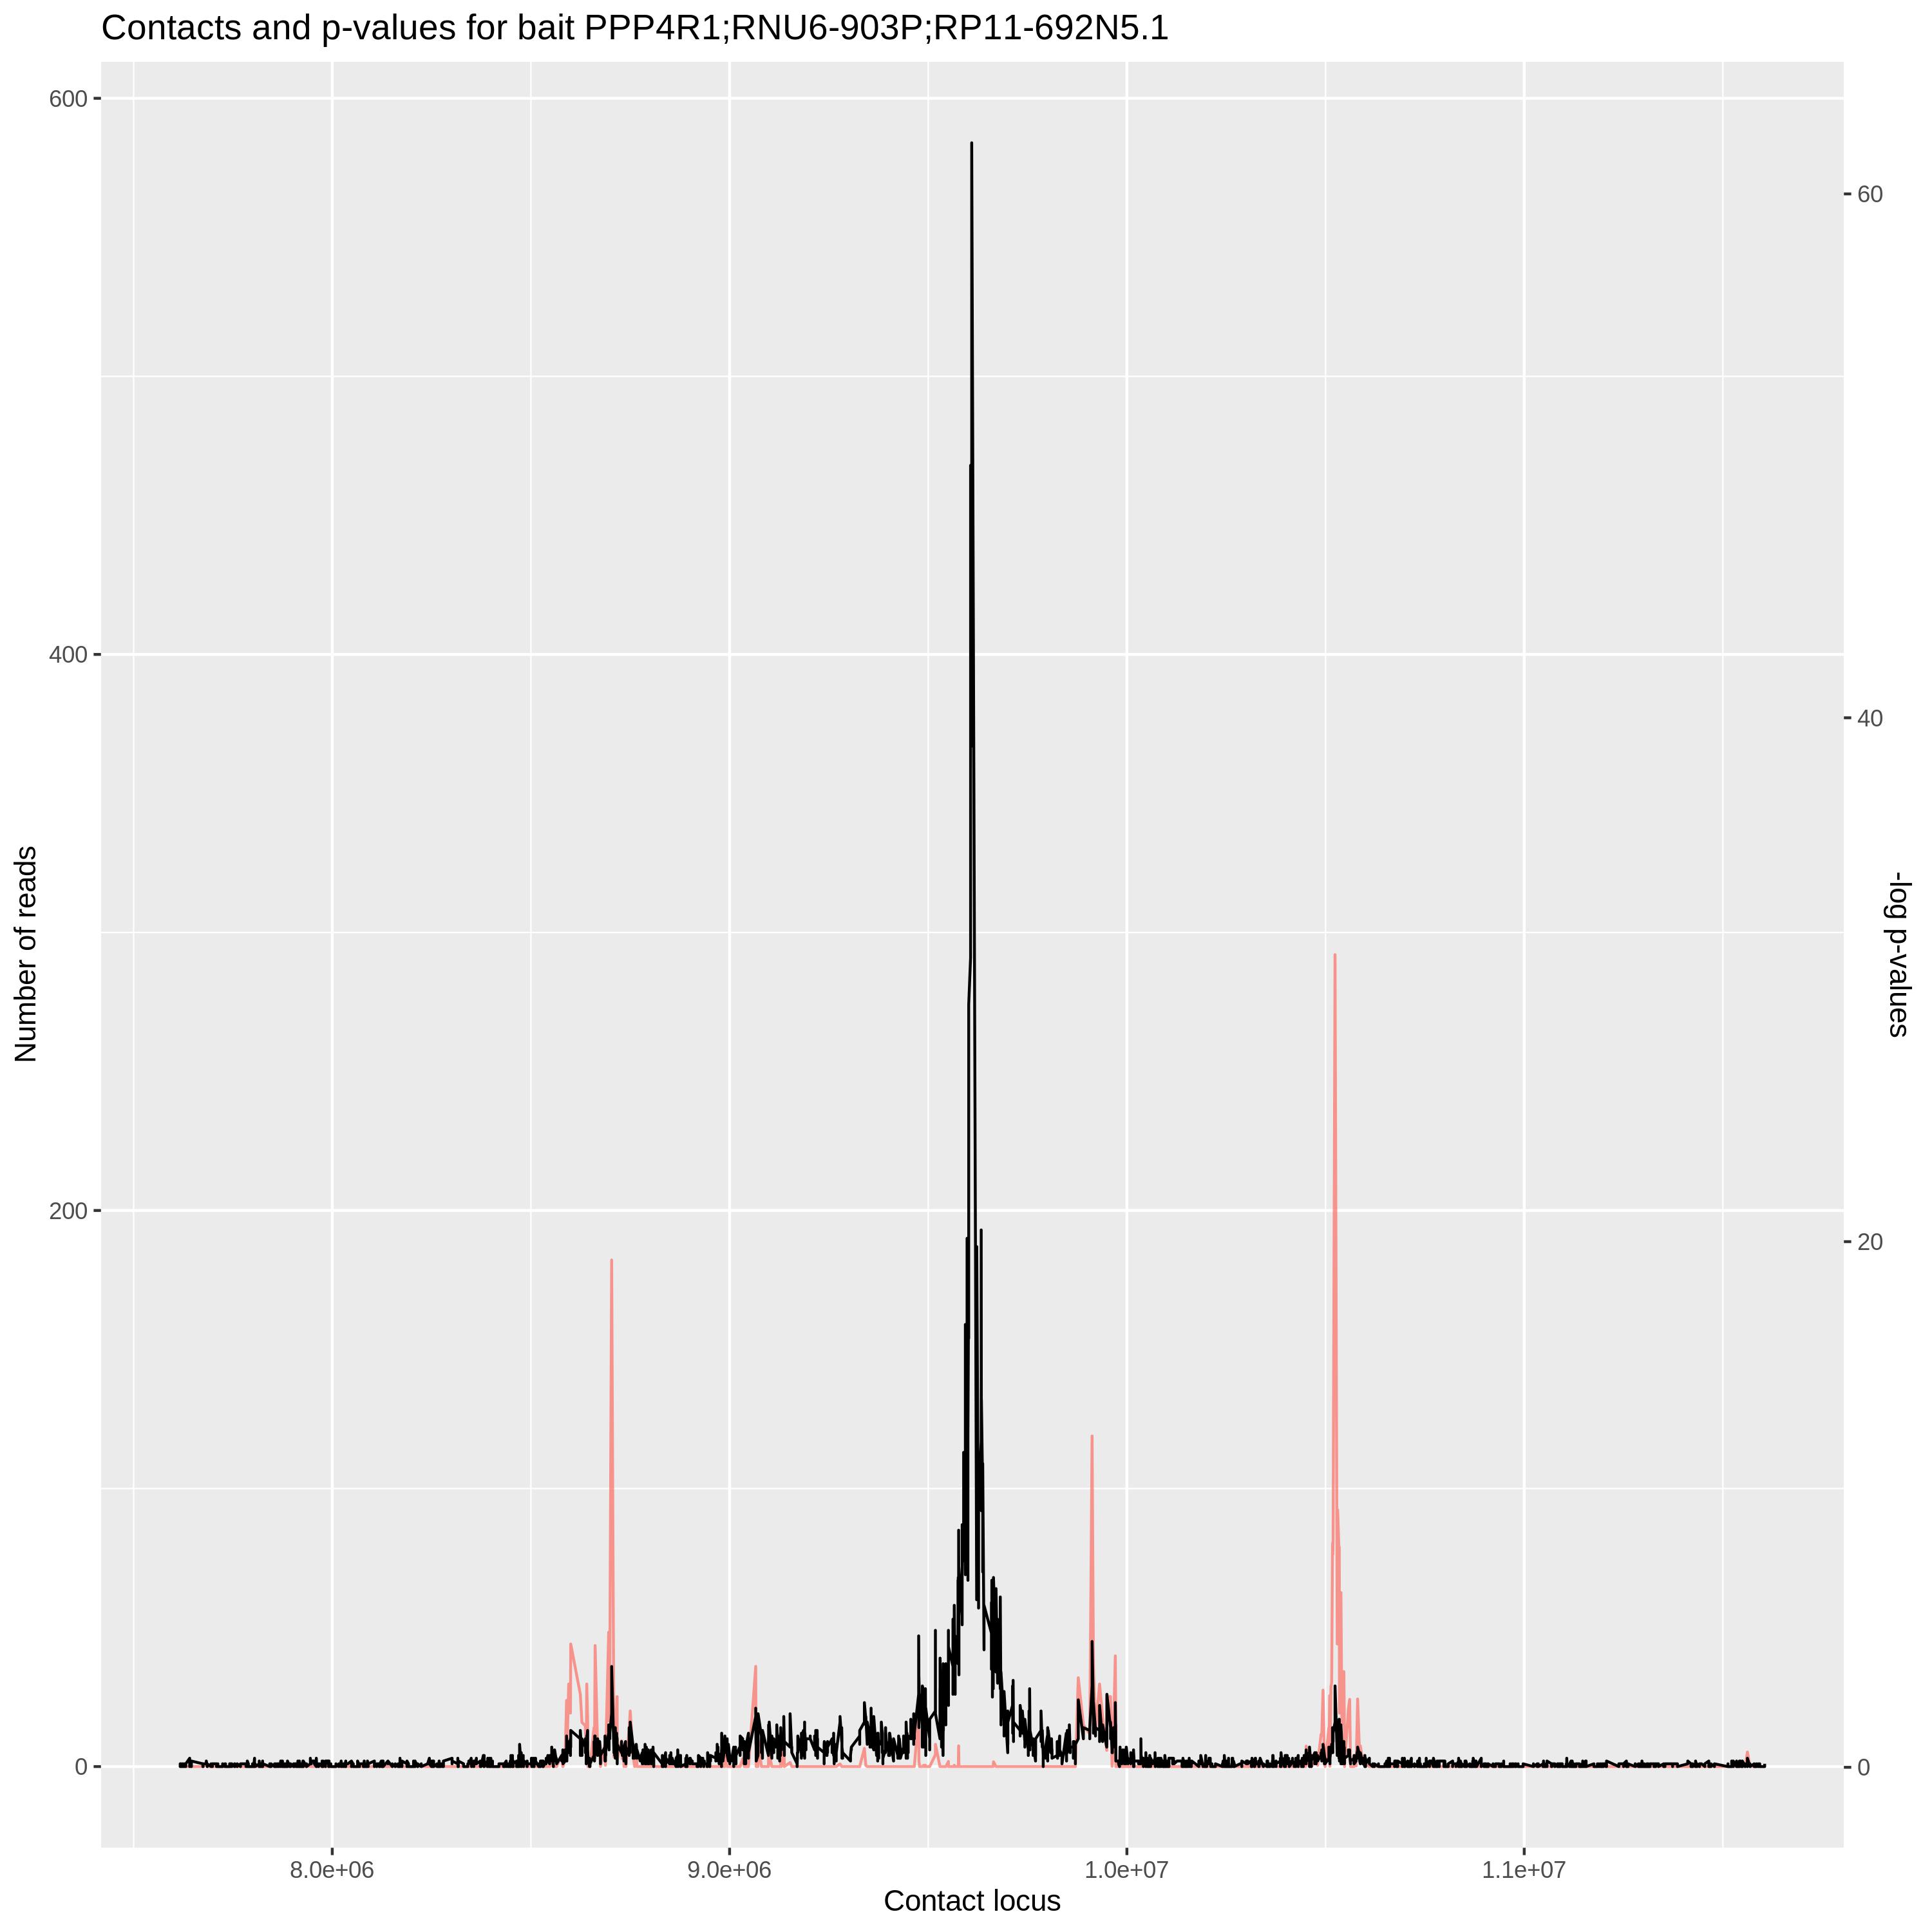 Contacts and p-values for bait PPP4R1;RNU6-903P;RP11-692N5.1
600
400
200
0
Number of reads
60
40
20
0
-log p-values
8.0e+06
9.0e+06
1.0e+07
1.1e+07
Contact locus